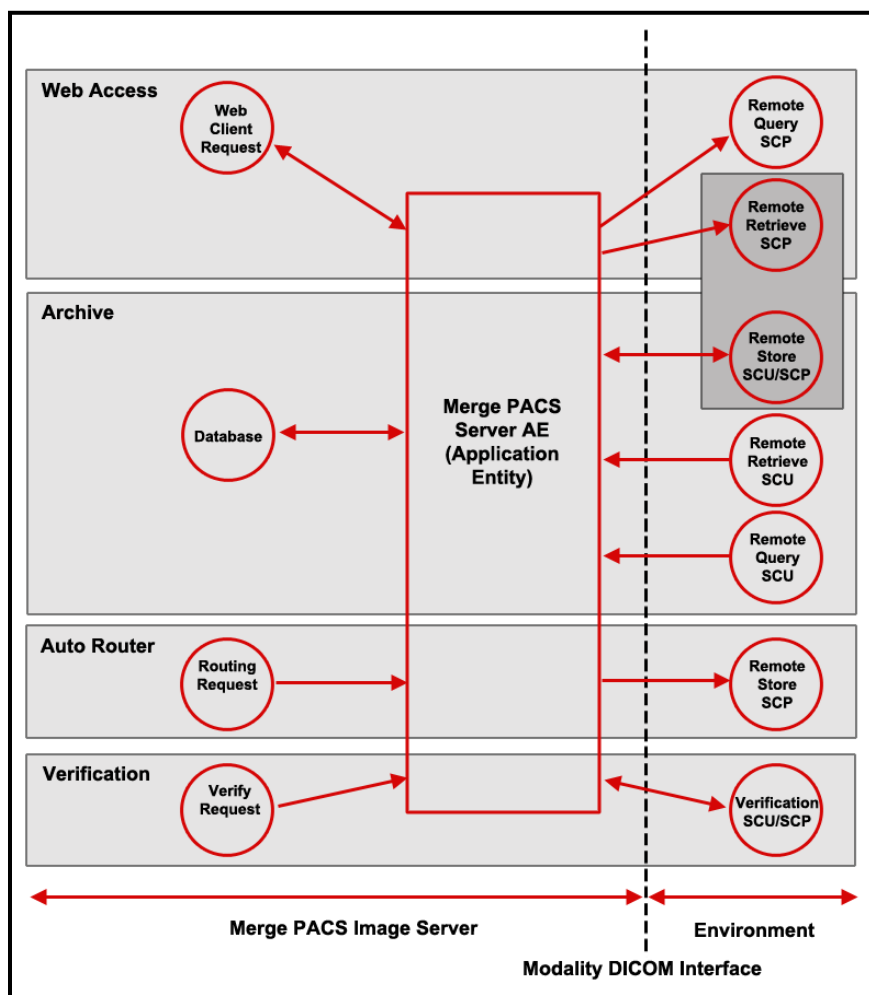 Web Access
Web
Client
Request
Remote
Query
SCP
Remote
Retrieve
SCP
Archive
Remote
Store
SCU/SCP
Database
Merge PACS
Server AE
(Application
Entity)
Remote
Retrieve
SCU
Remote
Query
SCU
Auto Router
Routing
Request
Remote
Store
SCP
Verification
Verify
Request
Verification
SCU/SCP
Merge PACS Image Server
Environment
Modality DICOM Interface